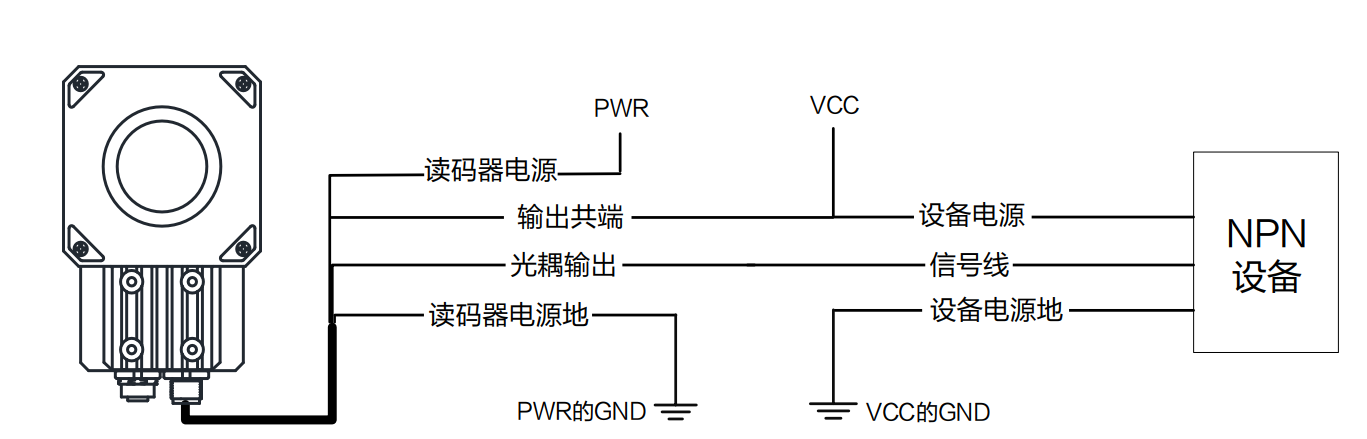 PWR
VCC
读码器电源
输出共端
设备电源
光耦输出
信号线
读码器电源地
设备电源地
NPN
设备
PWR的GND
VCC的GND